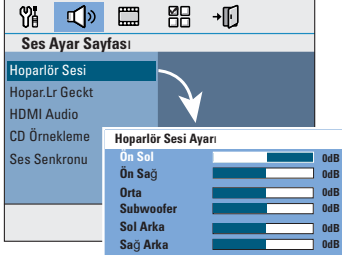 Ses Ayar Sayfası
Hoparlör Sesi
Hopar.Lr Geckt
HDMI Audio
CD Örnekleme
Ses Senkronu
Hoparlör Sesi Ayarı
Ön Sol 0dB
Ön Sağ 0dB
Orta 0dB
Subwoofer 0dB
Sol Arka 0dB
Sağ Arka 0dB